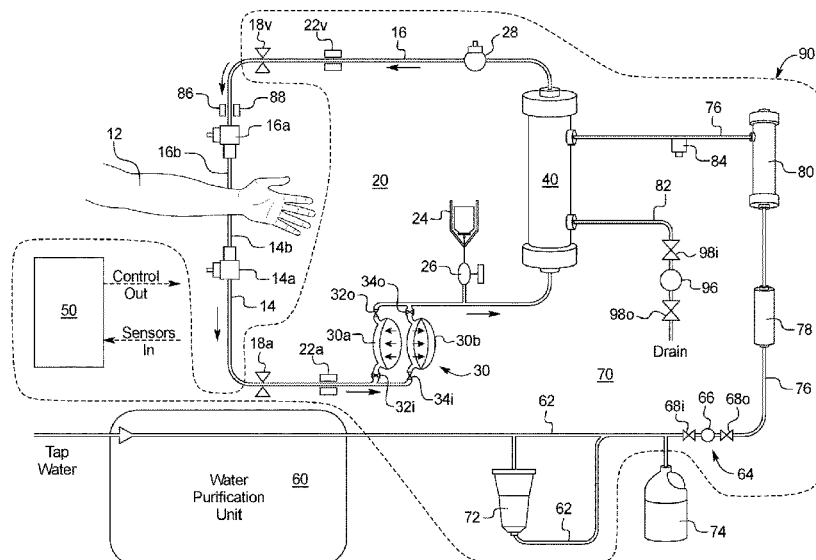 18v
22v
16
28
90
86
88
76
16a
12
84
80
16b
20
40
24
82
14b
26
98i
Control
Out
14a
32o
34o
96
50
14
98o
78
Sensors
In
30a
30b
18a
22a
Drain
30
70
34i
32i
76
62
68i
66
68o
Tap
Water
60
64
Water
Purification
Unit
72
62
74